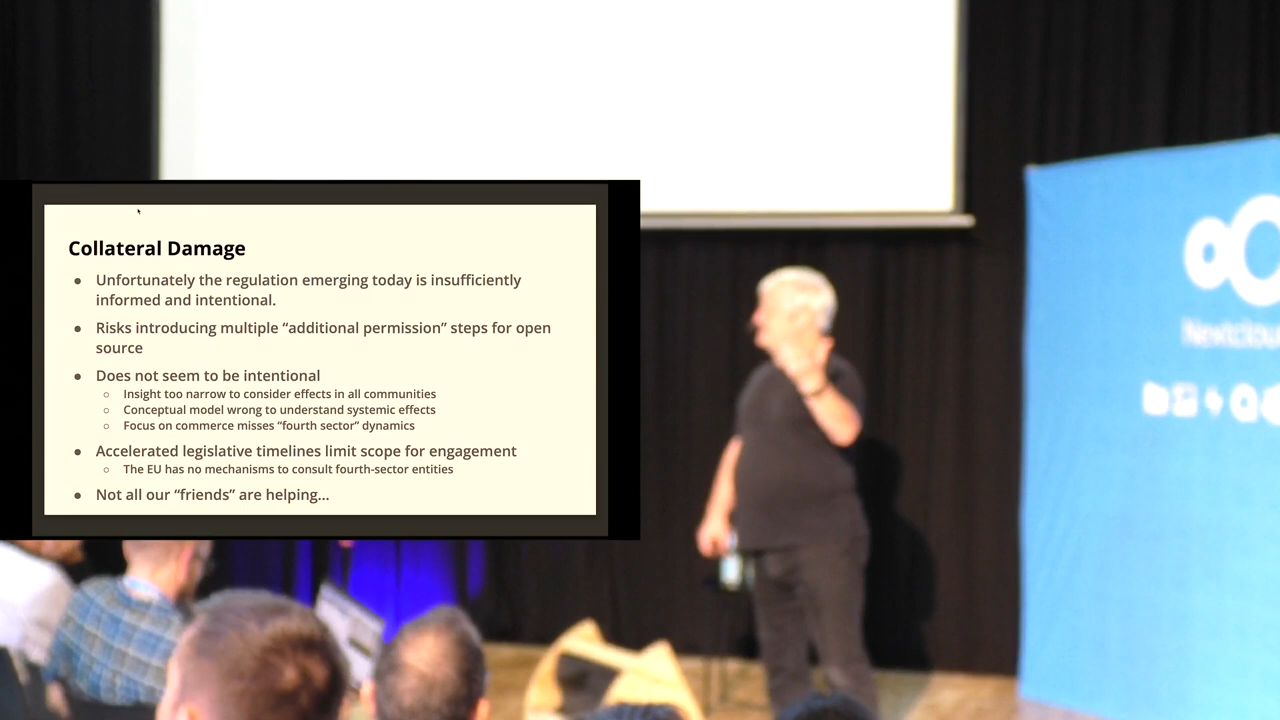 Collateral Damage
● Unfortunately the regulation emerging today is insufficiently
informed and intentional.
● Risks introducing multiple “additional permission” steps for open
source
● Does not seem to be intentional
○ Insight too narrow to consider effects in all communities
○ Conceptual model wrong to understand systemic effects
○ Focus on commerce misses “fourth sector” dynamics
● Accelerated legislative timelines limit scope for engagement
○ The EU has no mechanisms to consult fourth-sector entities
● Not all our “friends” are helping...
Nextclou